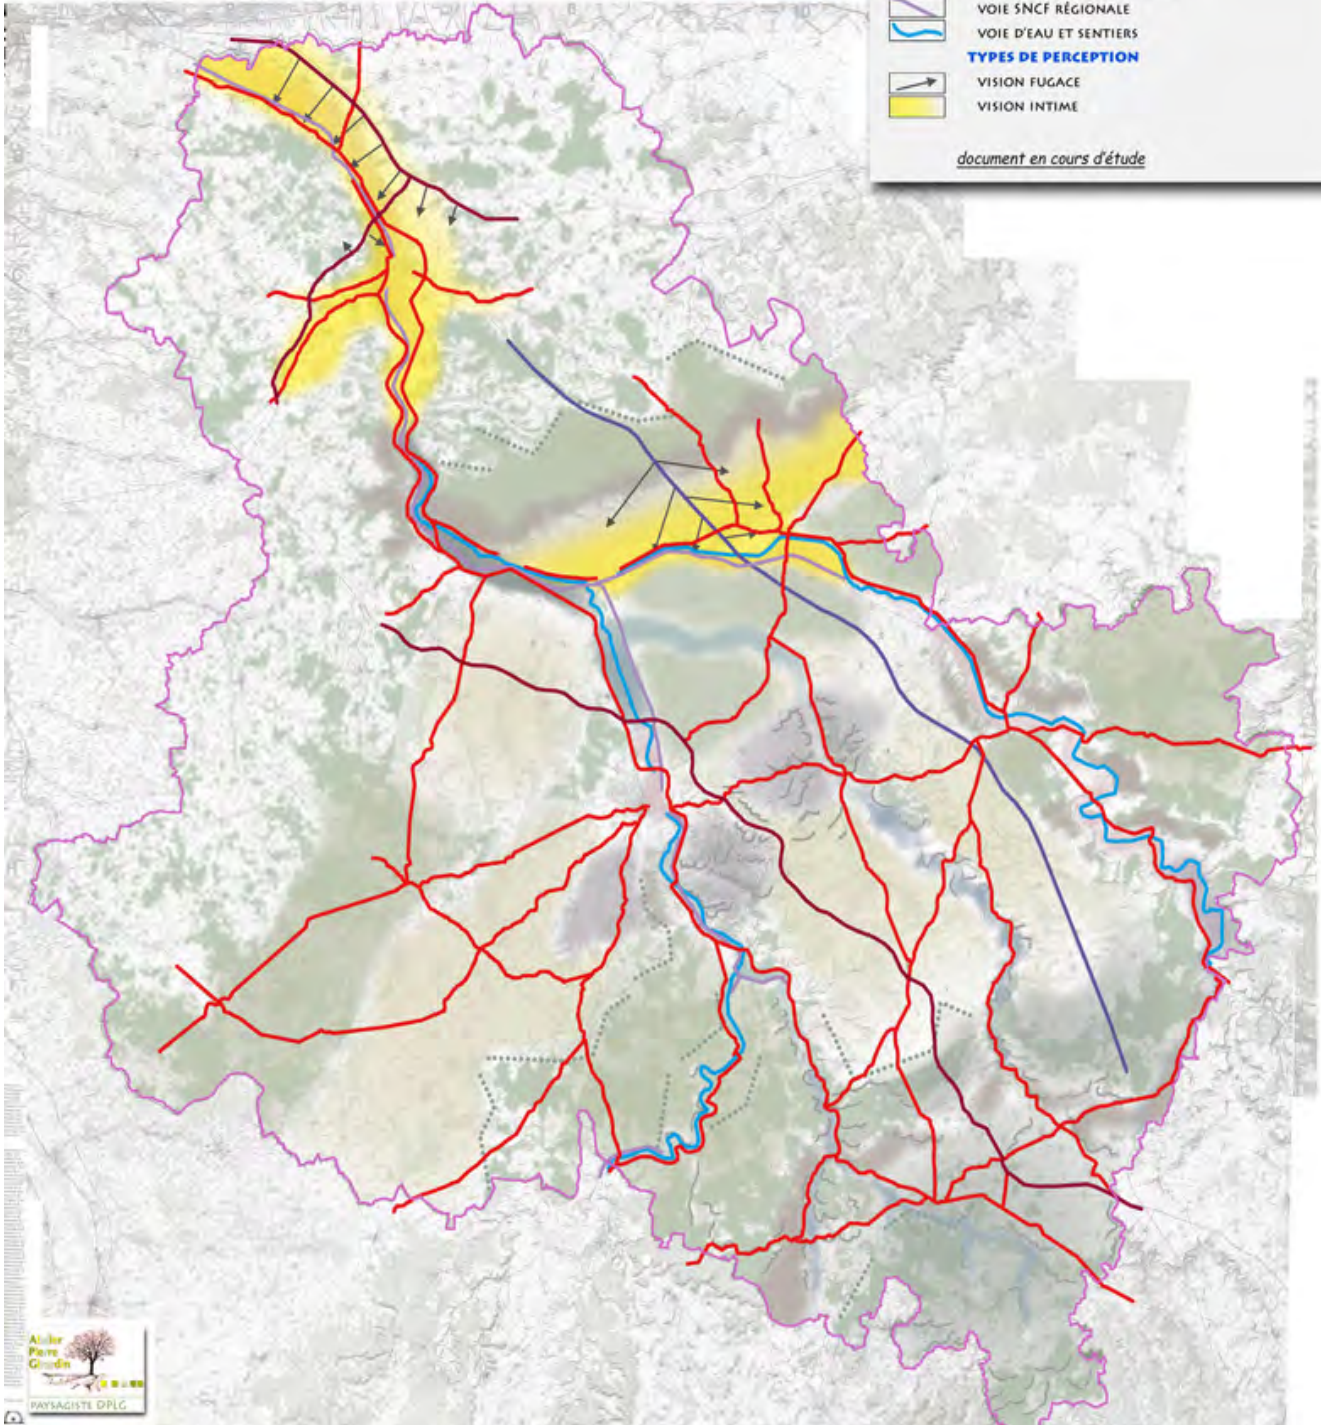 VOIE SNCF RÉGIONALE
VOIE D'EAU ET SENTIERS
TYPES DE PERCEPTION
VISION FUGACE
VISION INTIME
document en cours d'étude
Atelier
Pierre
Girardin
PAYSAGISTE DPLG